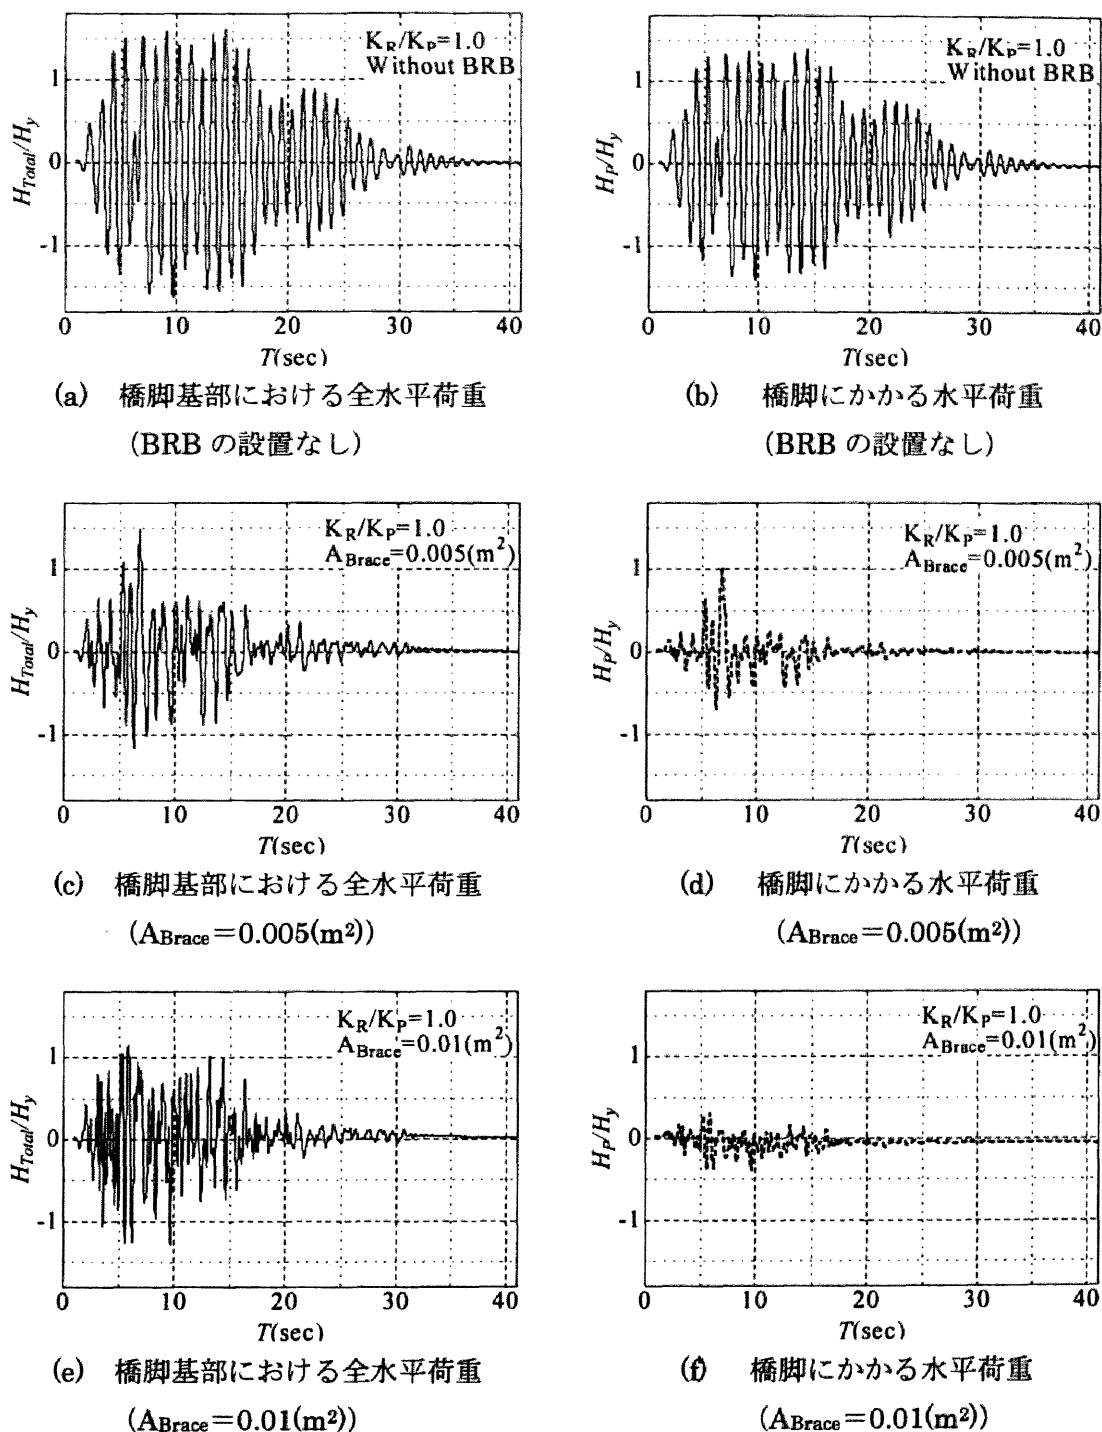 K_R/K_P=1.0
Without BRB
H_Total/H_y
1
0
-1
0 10 20 30 40
T(sec)
(a) 橋脚基部における全水平荷重
(BRB の設置なし)
K_R/K_P=1.0
Without BRB
H_P/H_y
1
0
-1
0 10 20 30 40
T(sec)
(b) 橋脚にかかる水平荷重
(BRB の設置なし)
K_R/K_P=1.0
A_Brace=0.005(m²)
H_Total/H_y
1
0
-1
0 10 20 30 40
T(sec)
(c) 橋脚基部における全水平荷重
(A_Brace=0.005(m²))
K_R/K_P=1.0
A_Brace=0.005(m²)
H_P/H_y
1
0
-1
0 10 20 30 40
T(sec)
(d) 橋脚にかかる水平荷重
(A_Brace=0.005(m²))
K_R/K_P=1.0
A_Brace=0.01(m²)
H_Total/H_y
1
0
-1
0 10 20 30 40
T(sec)
(e) 橋脚基部における全水平荷重
(A_Brace=0.01(m²))
K_R/K_P=1.0
A_Brace=0.01(m²)
H_P/H_y
1
0
-1
0 10 20 30 40
T(sec)
(f) 橋脚にかかる水平荷重
(A_Brace=0.01(m²))